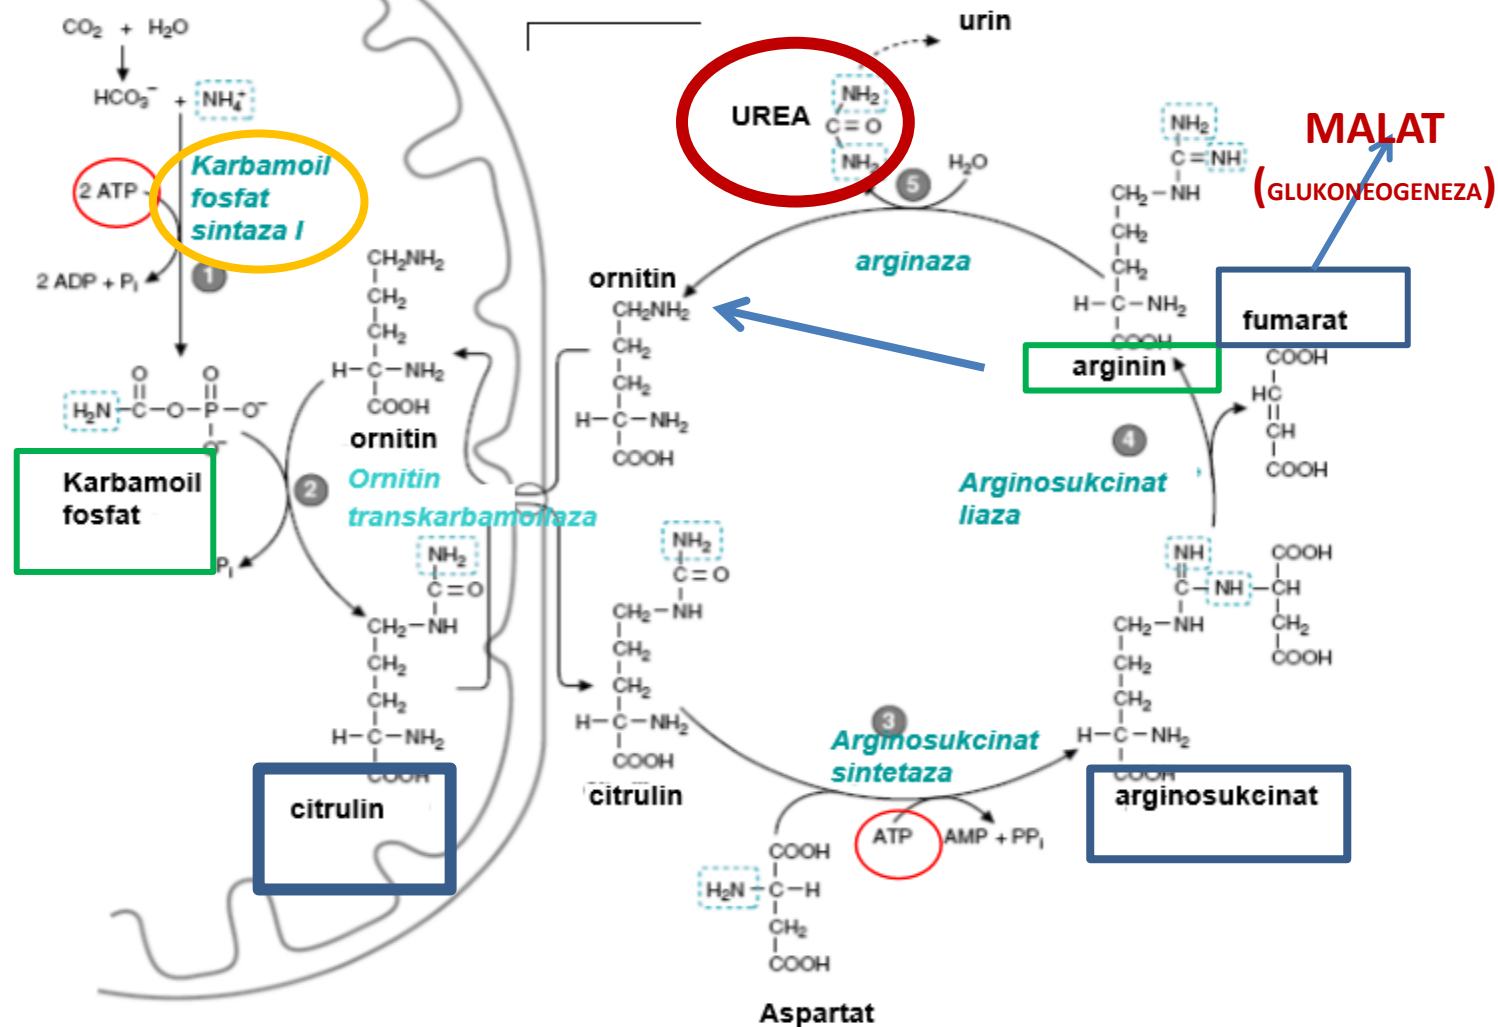 CO₂ + H₂O
HCO₃⁻ + NH₄⁺
2 ATP
Karbamoil
fosfat
sintaza I
1
2 ADP + Pᵢ
O O
H₂N–C–O–P–O⁻
O⁻
Karbamoil
fosfat
Pᵢ
2
CH₂NH₂
CH₂
CH₂
H–C–NH₂
COOH
ornitin
Ornitin
transkarbamoilaza
NH₂
C=O
CH₂–NH
CH₂
CH₂
H–C–NH₂
COOH
citrulin
urin
UREA
NH₂
C=O
NH₂
H₂O
5
arginaza
ornitin
CH₂NH₂
CH₂
CH₂
H–C–NH₂
COOH
NH₂
C=O
CH₂–NH
CH₂
CH₂
H–C–NH₂
COOH
citrulin
3
Arginosukcinat
sintetaza
ATP
AMP + PPᵢ
COOH
H₂N–C–H
CH₂
COOH
Aspartat
NH COOH
C–NH–CH
CH₂–NH CH₂
CH₂ COOH
CH₂
H–C–NH₂
COOH
arginosukcinat
4
Arginosukcinat
liaza
NH₂
C=NH
CH₂–NH
CH₂
CH₂
H–C–NH₂
COOH
arginin
fumarat
COOH
HC
CH
COOH
MALAT
(GLUKONEOGENEZA)